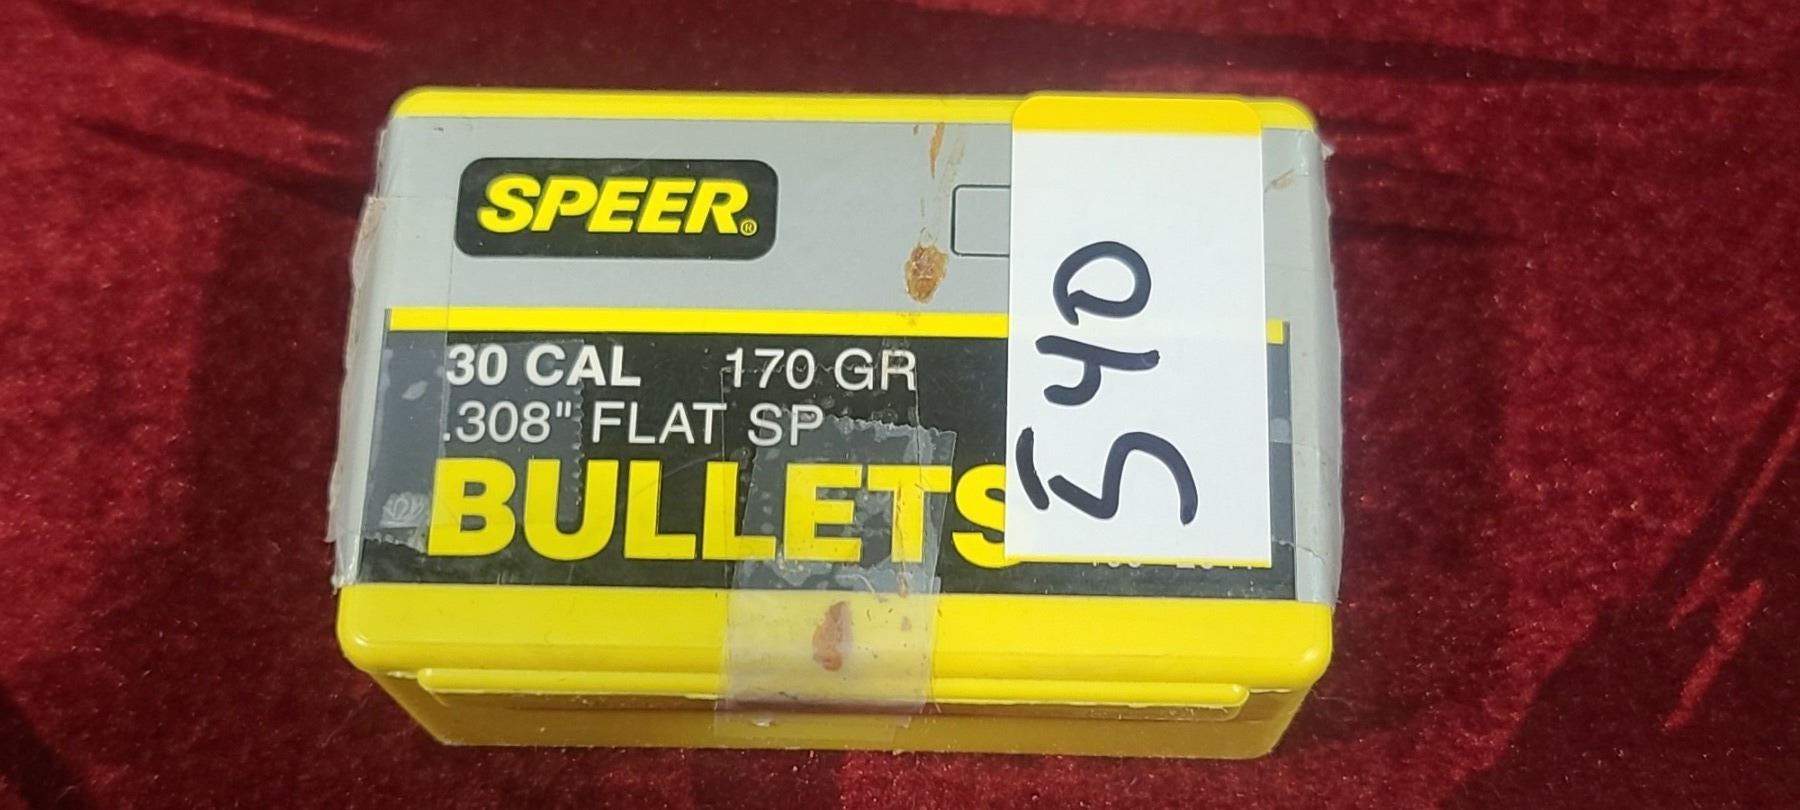 SPEER®
30 CAL 170 GR
.308" FLAT SP
BULLETS
540